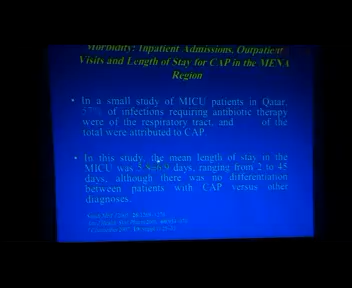 Morbidity: Inpatient Admissions, Outpatient
Visits and Length of Stay for CAP in the MENA
Region
• In a small study of MICU patients in Qatar,
of infections requiring antibiotic therapy
were of the respiratory tract, and of the
total were attributed to CAP.
• In this study, the mean length of stay in the
MICU was days, ranging from 2 to 45
days, although there was no differentiation
between patients with CAP versus other
diagnoses.